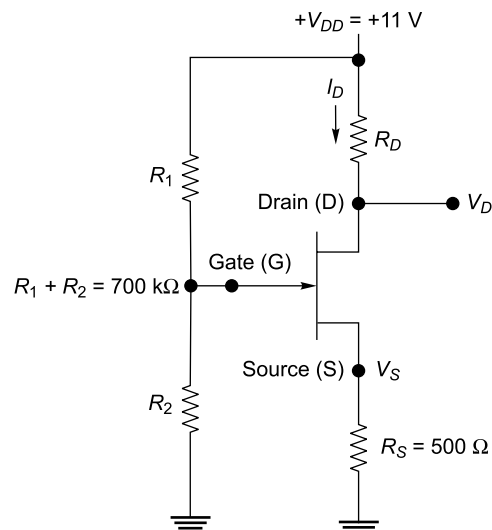 +V_DD = +11 V
I_D
R_D
R_1
Drain (D)
V_D
Gate (G)
R_1 + R_2 = 700 kΩ
Source (S)
V_S
R_2
R_S = 500 Ω